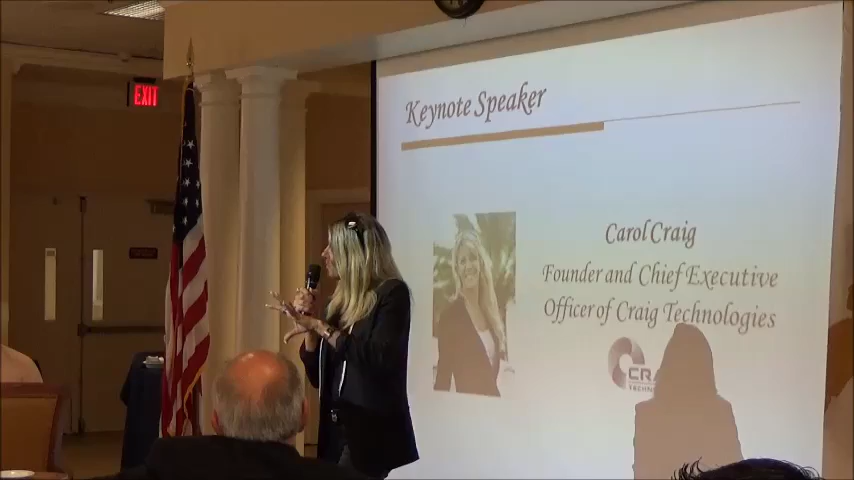 EXIT
Keynote Speaker
Carol Craig
Founder and Chief Executive
Officer of Craig Technologies